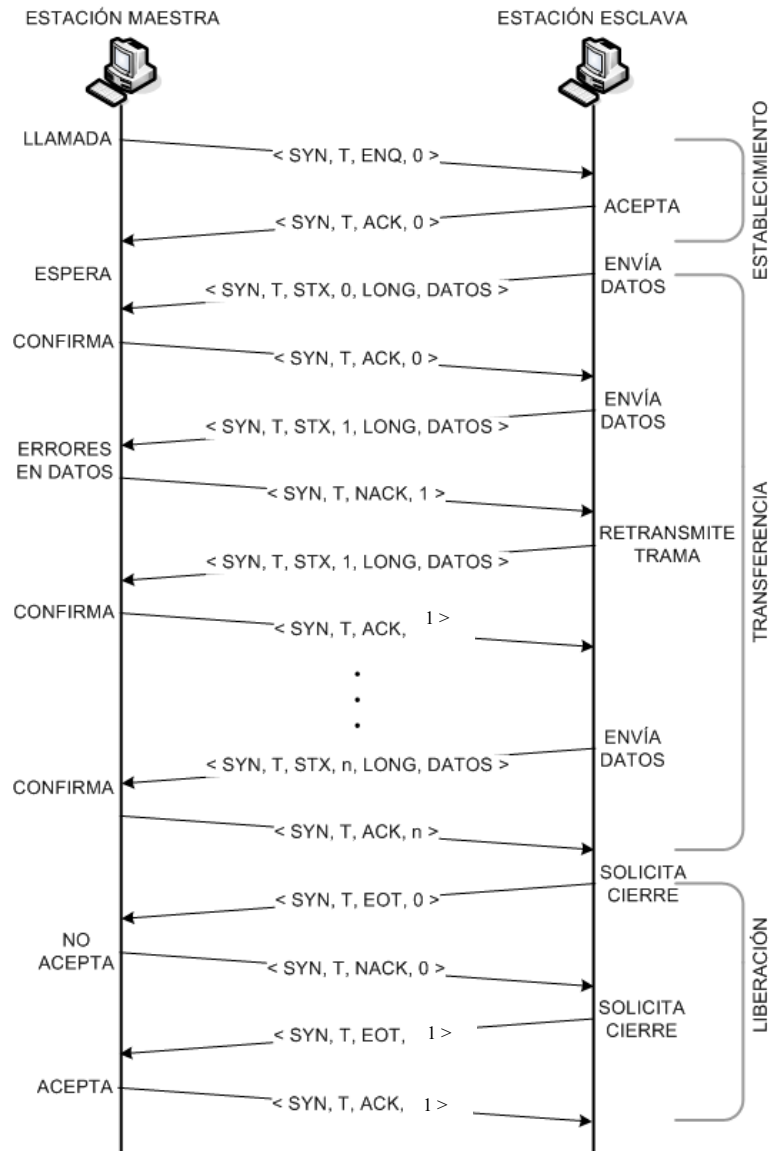 ESTACIÓN MAESTRA
ESTACIÓN ESCLAVA
LLAMADA
< SYN, T, ENQ, 0 >
ACEPTA
< SYN, T, ACK, 0 >
ESTABLECIMIENTO
ESPERA
ENVÍA
DATOS
< SYN, T, STX, 0, LONG, DATOS >
CONFIRMA
< SYN, T, ACK, 0 >
ENVÍA
DATOS
< SYN, T, STX, 1, LONG, DATOS >
ERRORES
EN DATOS
< SYN, T, NACK, 1 >
RETRANSMITE
TRAMA
< SYN, T, STX, 1, LONG, DATOS >
CONFIRMA
< SYN, T, ACK, 1 >
TRANSFERENCIA
ENVÍA
DATOS
< SYN, T, STX, n, LONG, DATOS >
CONFIRMA
< SYN, T, ACK, n >
SOLICITA
CIERRE
< SYN, T, EOT, 0 >
NO
ACEPTA
< SYN, T, NACK, 0 >
SOLICITA
CIERRE
< SYN, T, EOT, 1 >
ACEPTA
< SYN, T, ACK, 1 >
LIBERACIÓN